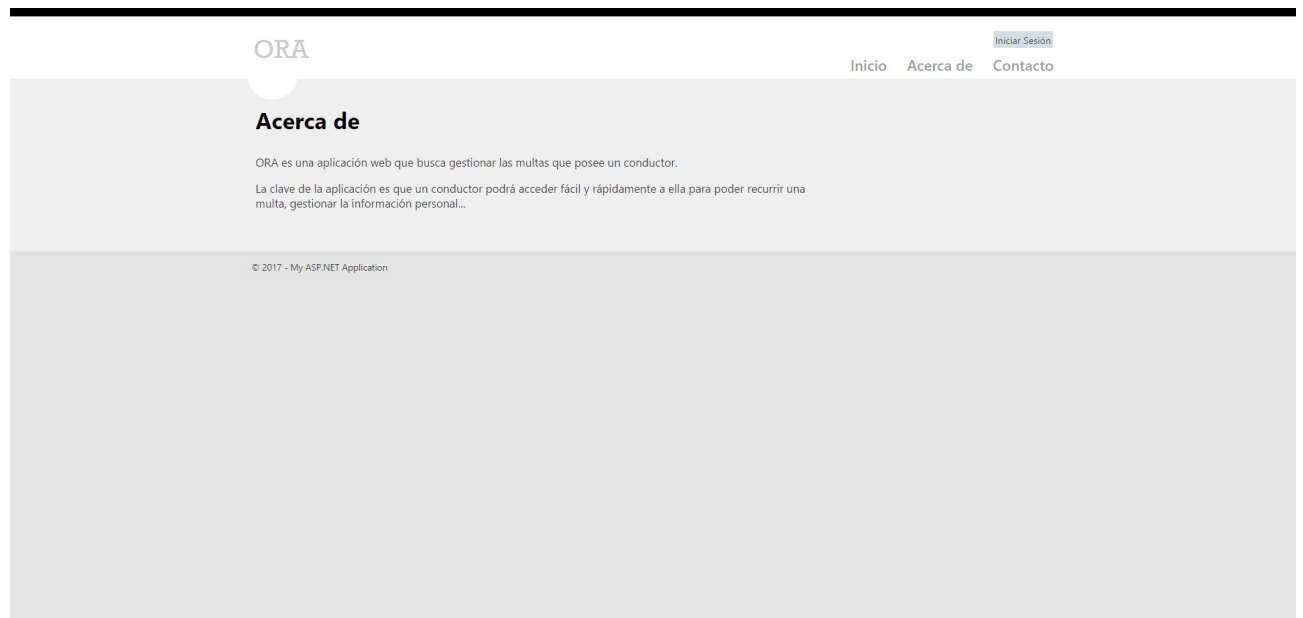 ORA
Iniciar Sesión
Inicio Acerca de Contacto
Acerca de
ORA es una aplicación web que busca gestionar las multas que posee un conductor.
La clave de la aplicación es que un conductor podrá acceder fácil y rápidamente a ella para poder recurrir una
multa, gestionar la información personal...
© 2017 - My ASP.NET Application